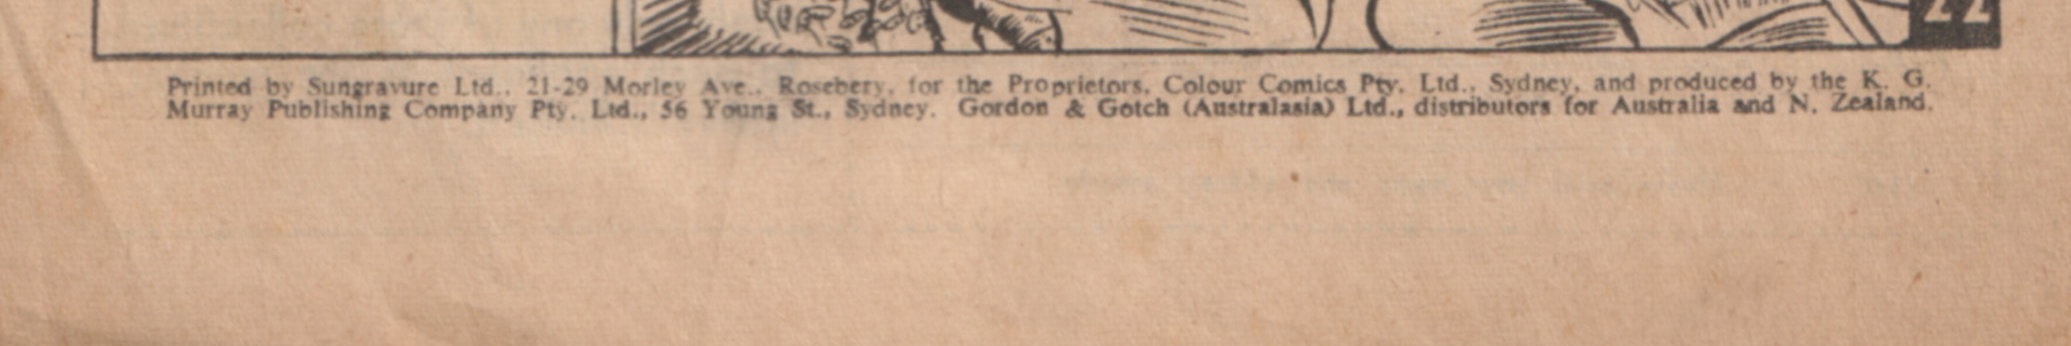 22
Printed by Sungravure Ltd., 21-29 Morley Ave., Rosebery, for the Proprietors, Colour Comics Pty. Ltd., Sydney, and produced by the K. G.
Murray Publishing Company Pty. Ltd., 56 Young St., Sydney. Gordon & Gotch (Australasia) Ltd., distributors for Australia and N. Zealand.